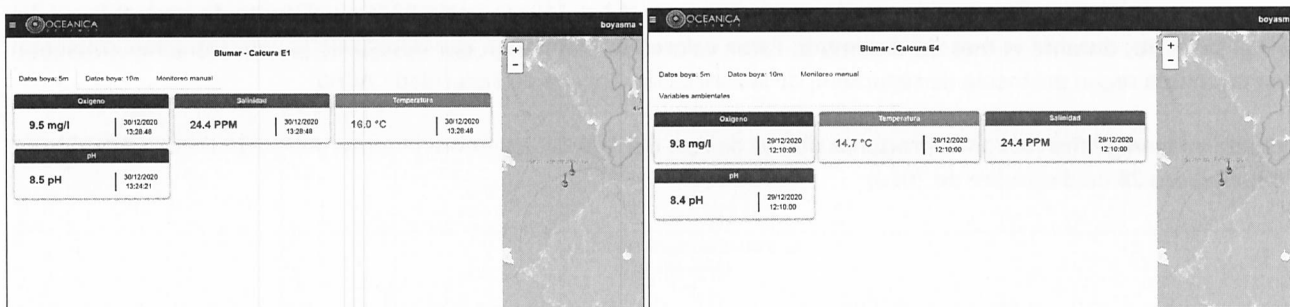 ≡ OCEANICA boyasma
Blumar - Caicura E1
Datos boya: 5m Datos boya: 10m Monitoreo manual
Oxigeno Salinidad Temperatura
9.5 mg/l 30/12/2020 13:28:48 24.4 PPM 30/12/2020 13:28:48 16.0 °C 30/12/2020 13:28:48
pH
8.5 pH 30/12/2020 13:24:21
+
−
≡ OCEANICA boyasm
Blumar - Caicura E4
Datos boya: 5m Datos boya: 10m Monitoreo manual
Variables ambientales
Oxigeno Temperatura Salinidad
9.8 mg/l 29/12/2020 12:10:00 14.7 °C 29/12/2020 12:10:00 24.4 PPM 29/12/2020 12:10:00
pH
8.4 pH 29/12/2020 12:10:00
+
−